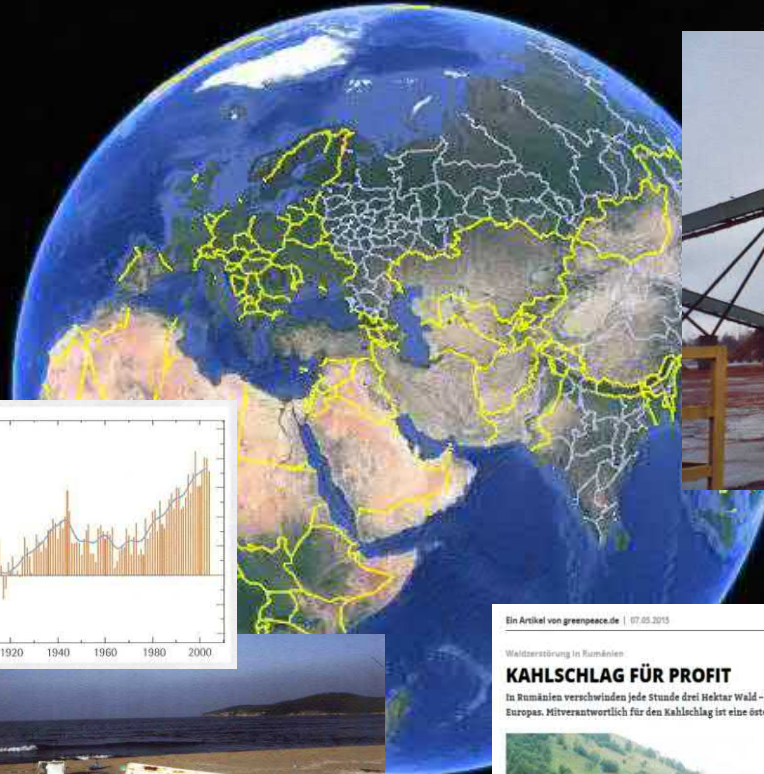 1920 1940 1960 1980 2000
Ein Artikel von greenpeace.de | 07.05.2015
Waldzerstörung in Rumänien
KAHLSCHLAG FÜR PROFIT
In Rumänien verschwinden jede Stunde drei Hektar Wald –
Europas. Mitverantwortlich für den Kahlschlag ist eine